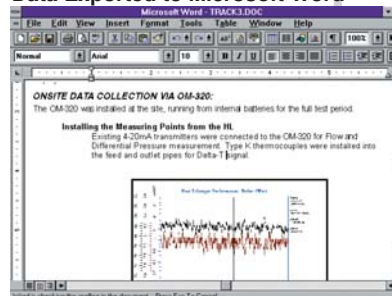 Data Exported to Microsoft Word
Microsoft Word - TRACK3.DOC
File Edit View Insert Format Tools Table Window Help
100%
Normal Arial 10 B I U
ONSITE DATA COLLECTION VIA OM-320:
The OM-320 was installed at the site, running from internal batteries for the full test period.
Installing the Measuring Points from the HL
Existing 4-20mA transmitters were connected to the OM-320 for Flow and
Differential Pressure measurement. Type K thermocouples were installed into
the feed and outlet pipes for Delta-T signal.